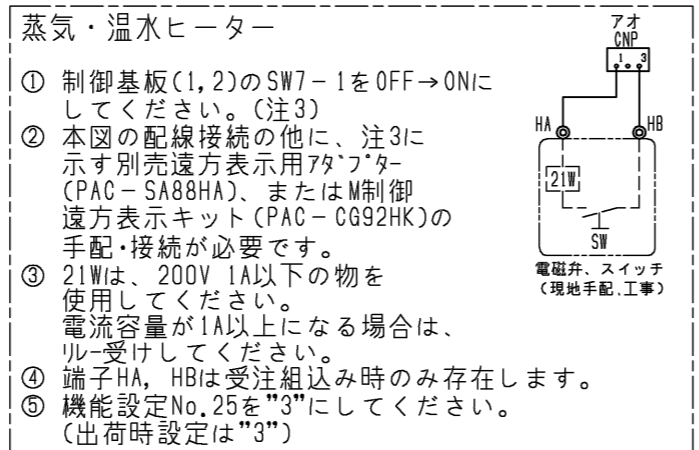 蒸気・温水ヒーター
① 制御基板(1,2)のSW7-1をOFF→ONに
してください。(注3)
② 本図の配線接続の他に、注3に
示す別売遠方表示用ｱﾀﾞﾌﾟﾀｰ
(PAC-SA88HA)、またはM制御
遠方表示キット(PAC-CG92HK)の
手配・接続が必要です。
③ 21Wは、200V 1A以下の物を
使用してください。
電流容量が1A以上になる場合は、
ﾘﾚｰ受けしてください。
④ 端子HA, HBは受注組込み時のみ存在します。
⑤ 機能設定No.25を"3"にしてください。
(出荷時設定は"3")
アオ
CNP
1 3
HA HB
21W
SW
電磁弁、スイッチ
(現地手配、工事)